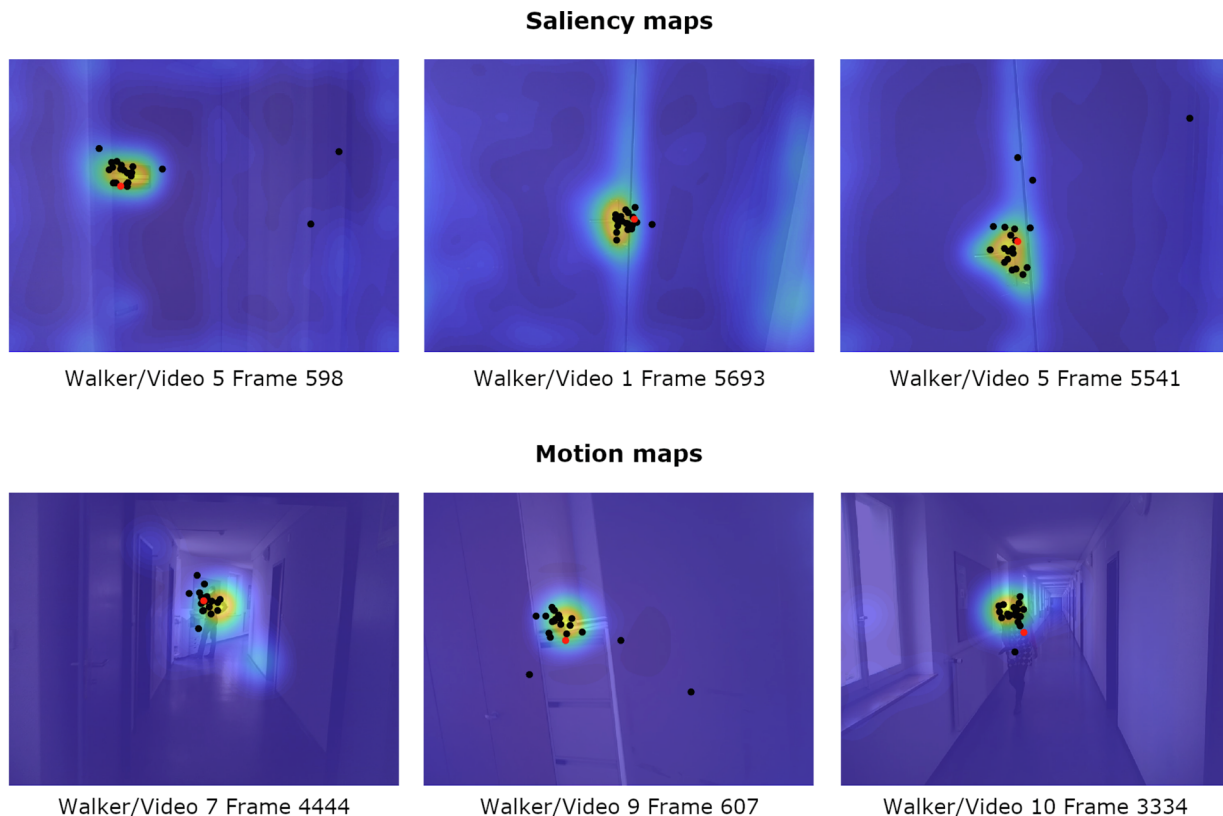 Saliency maps
Walker/Video 5 Frame 598
Walker/Video 1 Frame 5693
Walker/Video 5 Frame 5541
Motion maps
Walker/Video 7 Frame 4444
Walker/Video 9 Frame 607
Walker/Video 10 Frame 3334